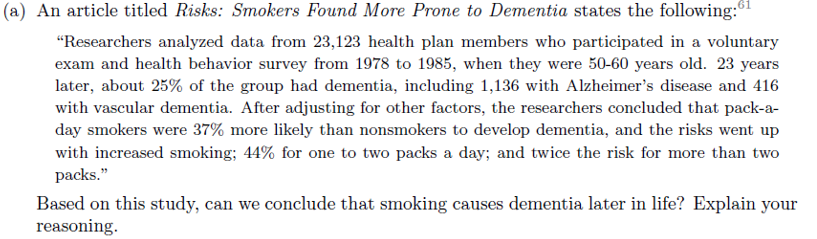 (a) An article titled Risks: Smokers Found More Prone to Dementia states the following:61
“Researchers analyzed data from 23,123 health plan members who participated in a voluntary
exam and health behavior survey from 1978 to 1985, when they were 50-60 years old. 23 years
later, about 25% of the group had dementia, including 1,136 with Alzheimer’s disease and 416
with vascular dementia. After adjusting for other factors, the researchers concluded that pack-a-
day smokers were 37% more likely than nonsmokers to develop dementia, and the risks went up
with increased smoking; 44% for one to two packs a day; and twice the risk for more than two
packs.”
Based on this study, can we conclude that smoking causes dementia later in life? Explain your
reasoning.